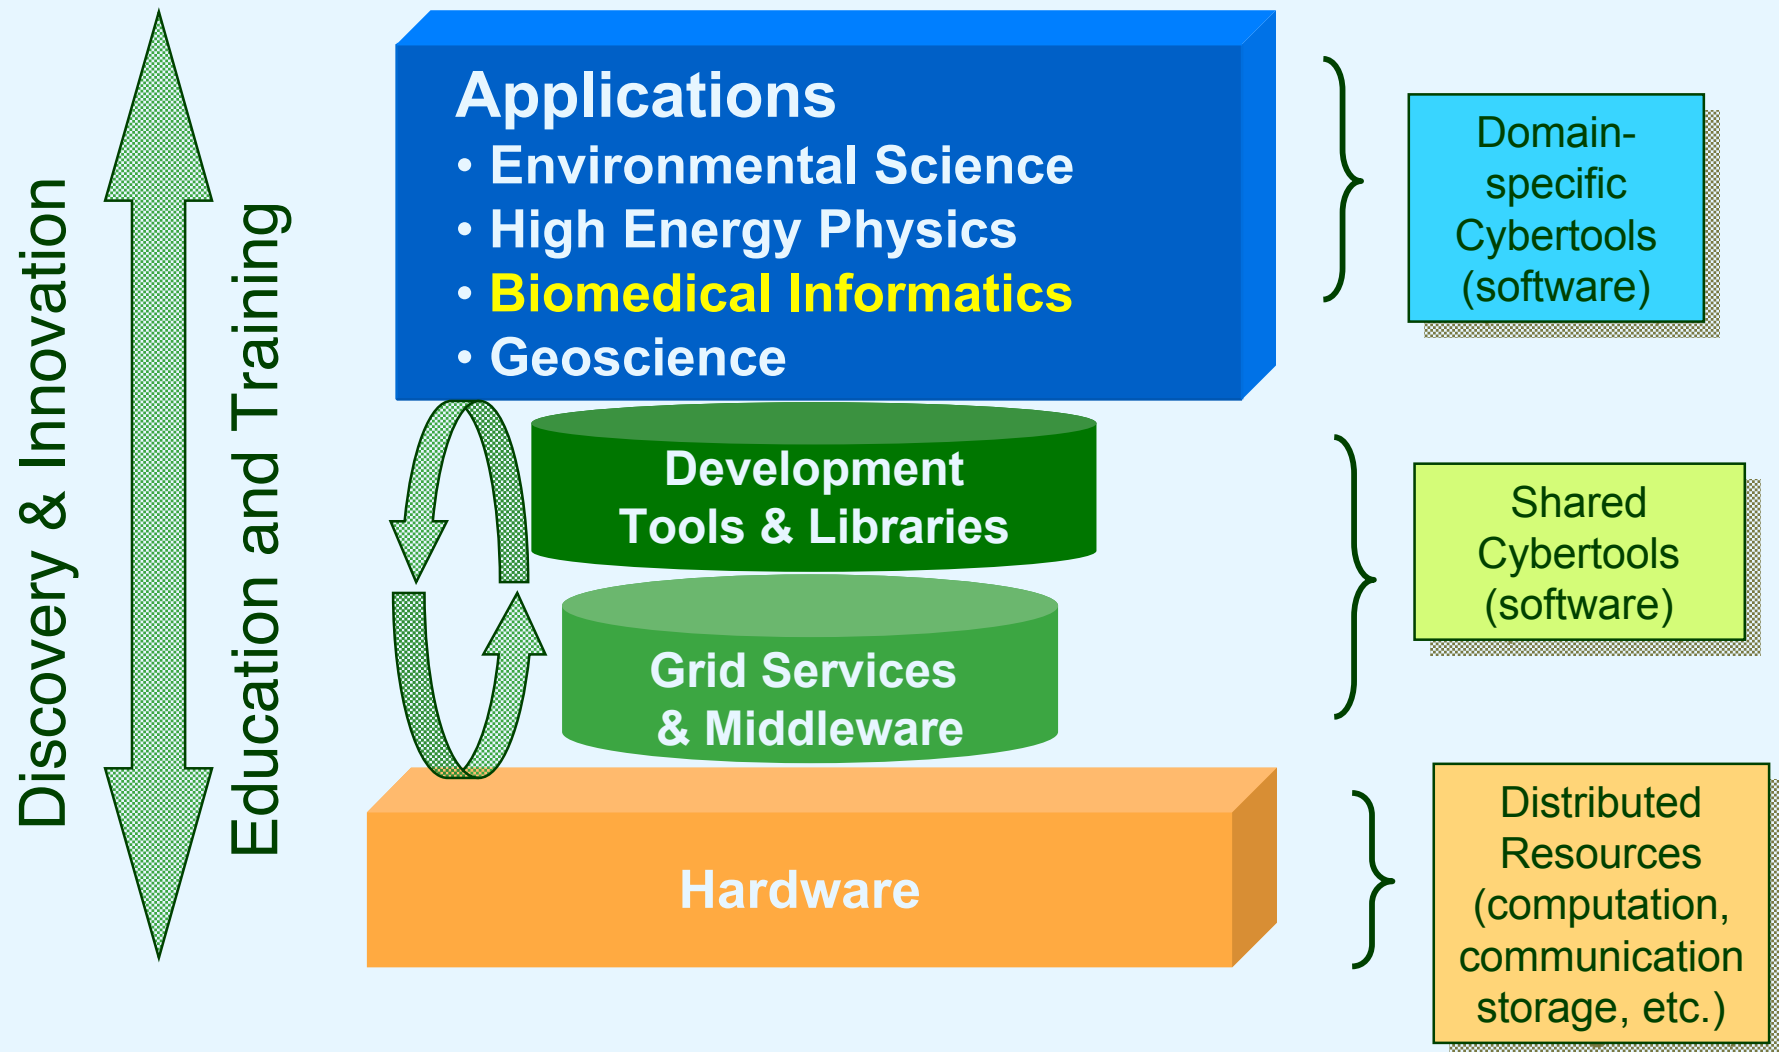 Discovery & Innovation
Education and Training
Applications
• Environmental Science
• High Energy Physics
• Biomedical Informatics
• Geoscience
Development
Tools & Libraries
Grid Services
& Middleware
Hardware
Domain-
specific
Cybertools
(software)
Shared
Cybertools
(software)
Distributed
Resources
(computation,
communication
storage, etc.)